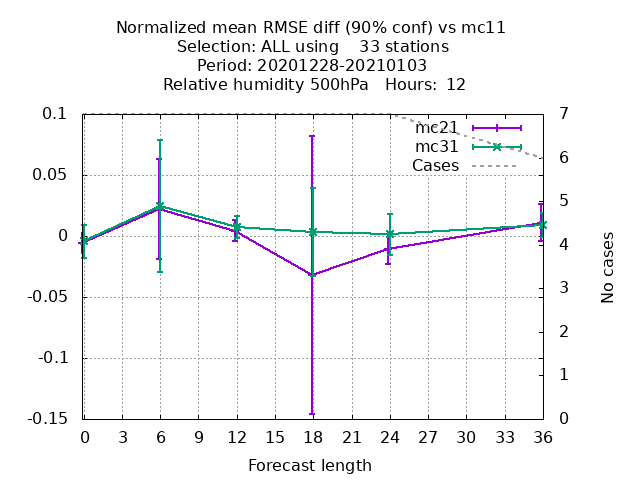 Normalized mean RMSE diff (90% conf) vs mc11
Selection: ALL using    33 stations
Period: 20201228-20210103
Relative humidity 500hPa   Hours:  12
mc21
mc31
Cases
0.1
0.05
0
-0.05
-0.1
-0.15
7
6
5
4
3
2
1
0
No cases
0 3 6 9 12 15 18 21 24 27 30 33 36
Forecast length